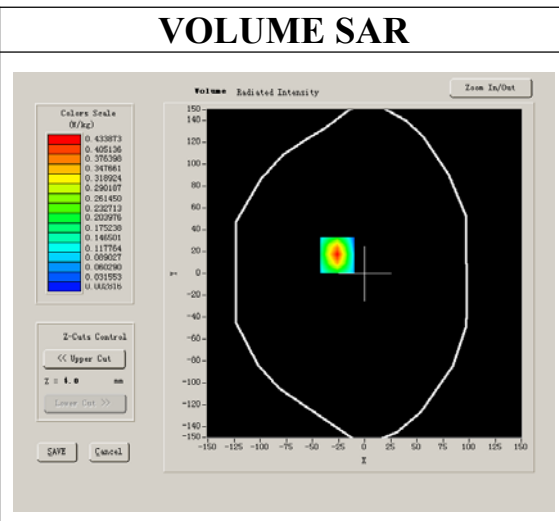 VOLUME SAR
Volume Radiated Intensity
Zoom In/Out
Colors Scale
(W/kg)
0.433873
0.405136
0.376398
0.347661
0.318924
0.290187
0.261450
0.232713
0.203976
0.175238
0.146501
0.117764
0.089027
0.060290
0.031553
0.002816
Z-Cuts Control
<< Upper Cut
Z = 4.0 mm
Lower Cut >>
SAVE Cancel
150
140
120
100
80
60
40
20
0
-20
-40
-60
-80
-100
-120
-140
-150
Y
-150 -125 -100 -75 -50 -25 0 25 50 75 100 125 150
X